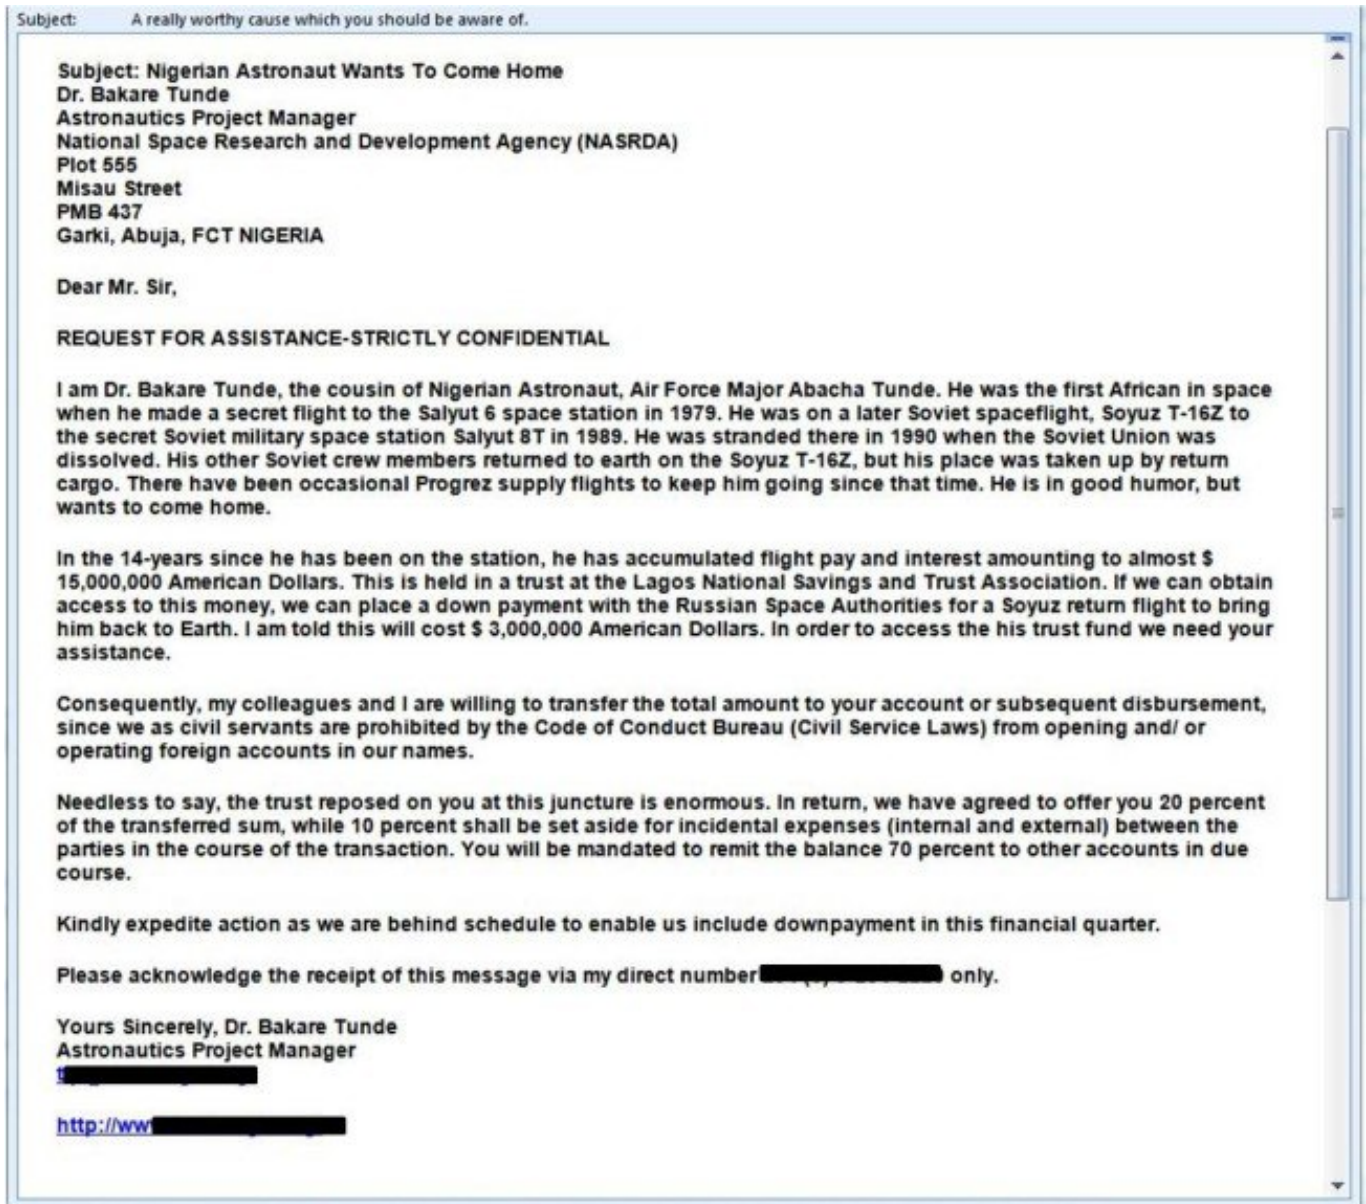 Subject: A really worthy cause which you should be aware of.
Subject: Nigerian Astronaut Wants To Come Home
Dr. Bakare Tunde
Astronautics Project Manager
National Space Research and Development Agency (NASRDA)
Plot 555
Misau Street
PMB 437
Garki, Abuja, FCT NIGERIA
Dear Mr. Sir,
REQUEST FOR ASSISTANCE-STRICTLY CONFIDENTIAL
I am Dr. Bakare Tunde, the cousin of Nigerian Astronaut, Air Force Major Abacha Tunde. He was the first African in space
when he made a secret flight to the Salyut 6 space station in 1979. He was on a later Soviet spaceflight, Soyuz T-16Z to
the secret Soviet military space station Salyut 8T in 1989. He was stranded there in 1990 when the Soviet Union was
dissolved. His other Soviet crew members returned to earth on the Soyuz T-16Z, but his place was taken up by return
cargo. There have been occasional Progrez supply flights to keep him going since that time. He is in good humor, but
wants to come home.
In the 14-years since he has been on the station, he has accumulated flight pay and interest amounting to almost $
15,000,000 American Dollars. This is held in a trust at the Lagos National Savings and Trust Association. If we can obtain
access to this money, we can place a down payment with the Russian Space Authorities for a Soyuz return flight to bring
him back to Earth. I am told this will cost $ 3,000,000 American Dollars. In order to access the his trust fund we need your
assistance.
Consequently, my colleagues and I are willing to transfer the total amount to your account or subsequent disbursement,
since we as civil servants are prohibited by the Code of Conduct Bureau (Civil Service Laws) from opening and/ or
operating foreign accounts in our names.
Needless to say, the trust reposed on you at this juncture is enormous. In return, we have agreed to offer you 20 percent
of the transferred sum, while 10 percent shall be set aside for incidental expenses (internal and external) between the
parties in the course of the transaction. You will be mandated to remit the balance 70 percent to other accounts in due
course.
Kindly expedite action as we are behind schedule to enable us include downpayment in this financial quarter.
Please acknowledge the receipt of this message via my direct number only.
Yours Sincerely, Dr. Bakare Tunde
Astronautics Project Manager
http://www